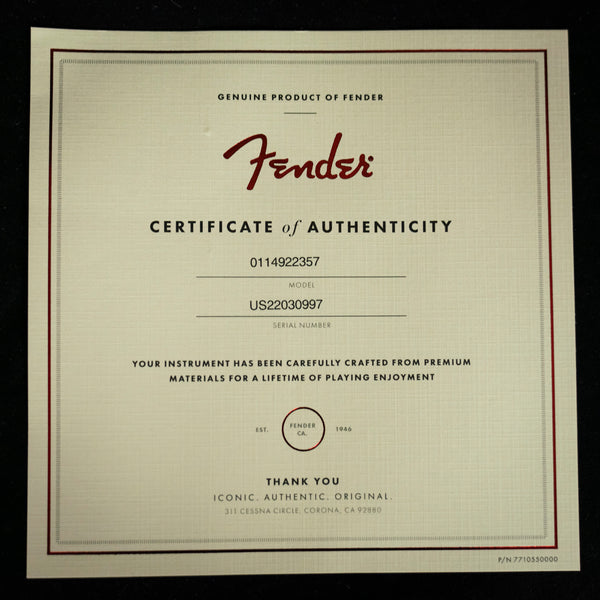 GENUINE PRODUCT OF FENDER
Fender
CERTIFICATE of AUTHENTICITY
0114922357
MODEL
US22030997
SERIAL NUMBER
YOUR INSTRUMENT HAS BEEN CAREFULLY CRAFTED FROM PREMIUM
MATERIALS FOR A LIFETIME OF PLAYING ENJOYMENT
EST. FENDER CA. 1946
THANK YOU
ICONIC. AUTHENTIC. ORIGINAL.
311 CESSNA CIRCLE, CORONA, CA 92880
P/N 7710550000